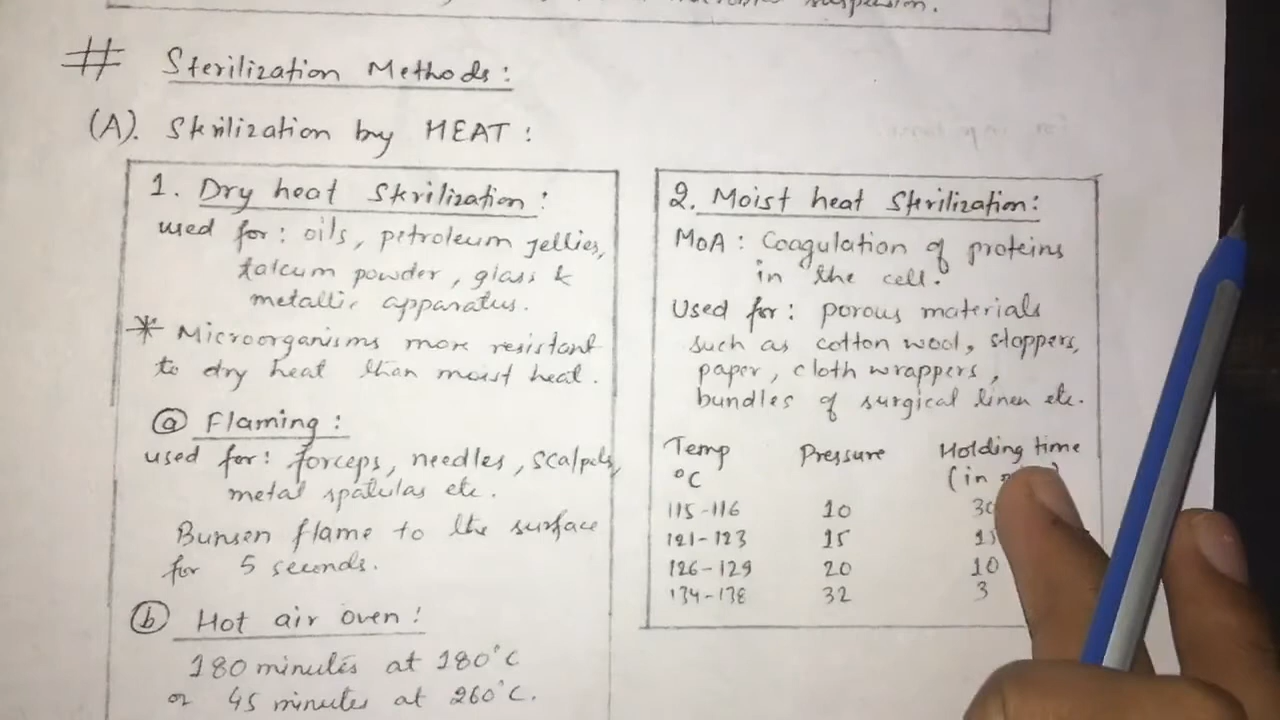 suspension.
# Sterilization Methods:
(A). Sterilization by HEAT:
1. Dry heat Sterilization:
used for: oils, petroleum jellies,
talcum powder, glass &
metallic apparatus.
* Microorganisms more resistant
to dry heat than moist heat.
(a) Flaming:
used for: forceps, needles, scalpels,
metal spatulas etc.
Bunsen flame to the surface
for 5 seconds.
(b) Hot air oven:
180 minutes at 180°C
or 45 minutes at 260°C.
2. Moist heat Sterilization:
MoA: Coagulation of proteins
in the cell.
Used for: porous materials
such as cotton wool, stoppers,
paper, cloth wrappers,
bundles of surgical linen etc.
Temp Pressure Holding time
°C (in
115-116 10 30
121-123 15 15
126-129 20 10
134-138 32 3